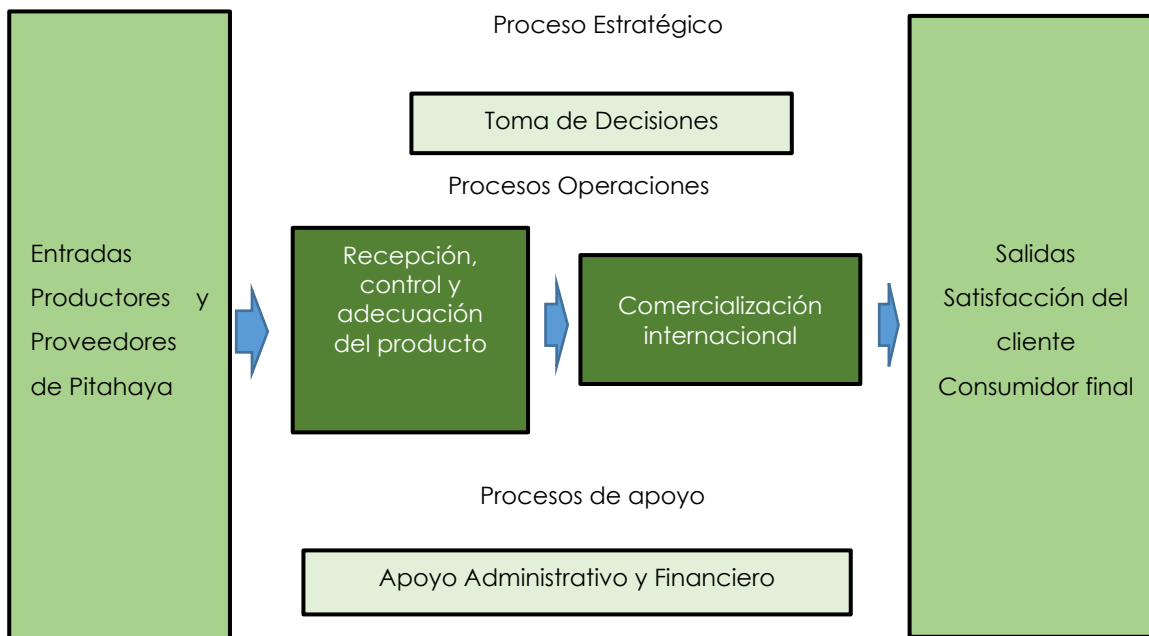 Proceso Estratégico
Toma de Decisiones
Procesos Operaciones
Entradas
Productores y
Proveedores
de Pitahaya
Recepción,
control y
adecuación
del producto
Comercialización
internacional
Salidas
Satisfacción del
cliente
Consumidor final
Procesos de apoyo
Apoyo Administrativo y Financiero